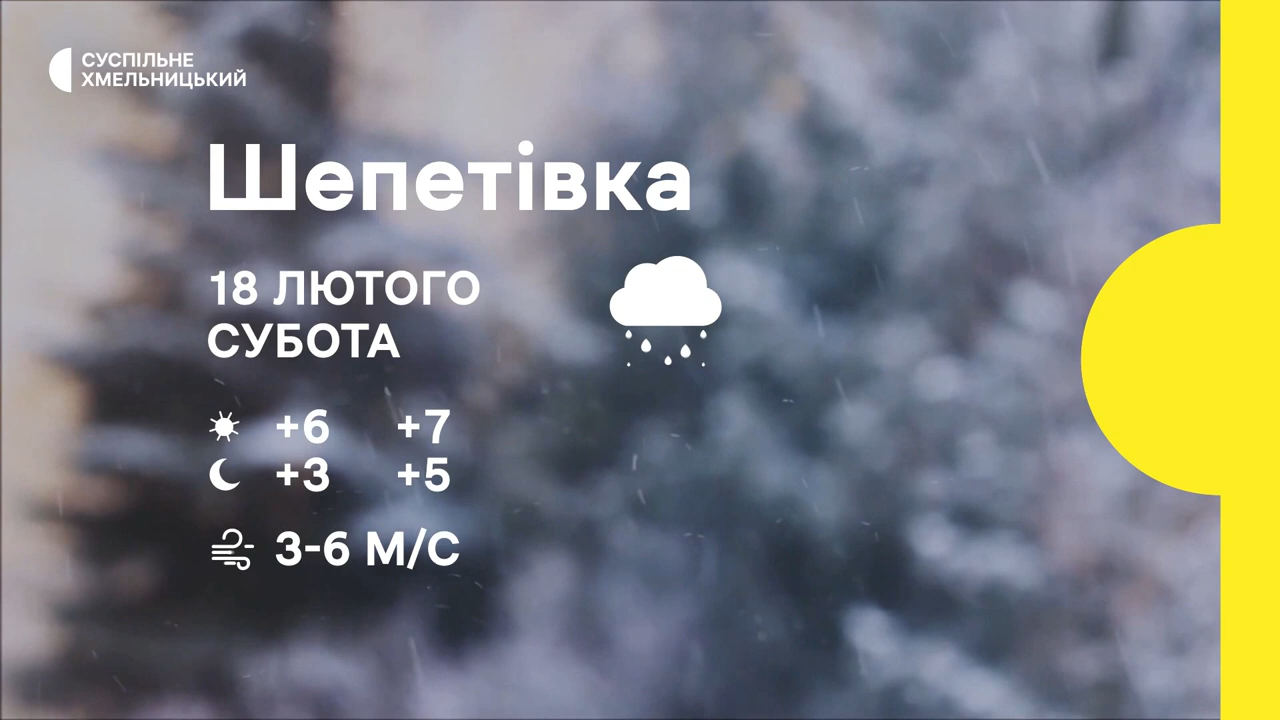 СУСПІЛЬНЕ
ХМЕЛЬНИЦЬКИЙ
Шепетівка
18 ЛЮТОГО
СУБОТА
+6 +7
+3 +5
3-6 М/С